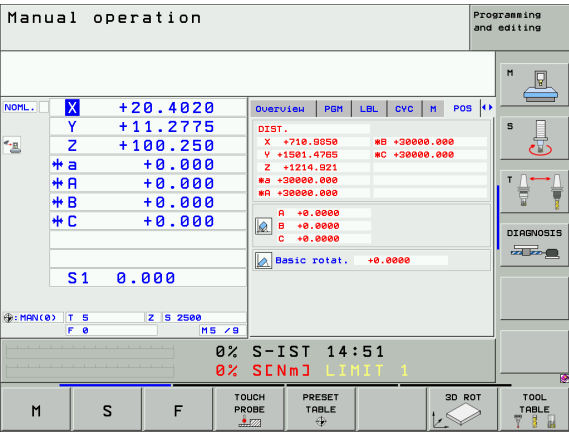 Manual operation
Programming
and editing
M
NOML.
X +20.4020
Y +11.2775
Z +100.250
a +0.000
A +0.000
B +0.000
C +0.000
S1 0.000
Overview PGM LBL CYC M POS
DIST.
X +710.9850 *B +30000.000
Y +1501.4765 *C +30000.000
Z +1214.921
*a +30000.000
*A +30000.000
A +0.0000
B +0.0000
C +0.0000
Basic rotat. +0.0000
S
T
DIAGNOSIS
: MAN(0) T 5 Z S 2500
F 0 M5 /9
0% S-IST 14:51
0% S[Nm] LIMIT 1
M
S
F
TOUCH
PROBE
PRESET
TABLE
3D ROT
TOOL
TABLE